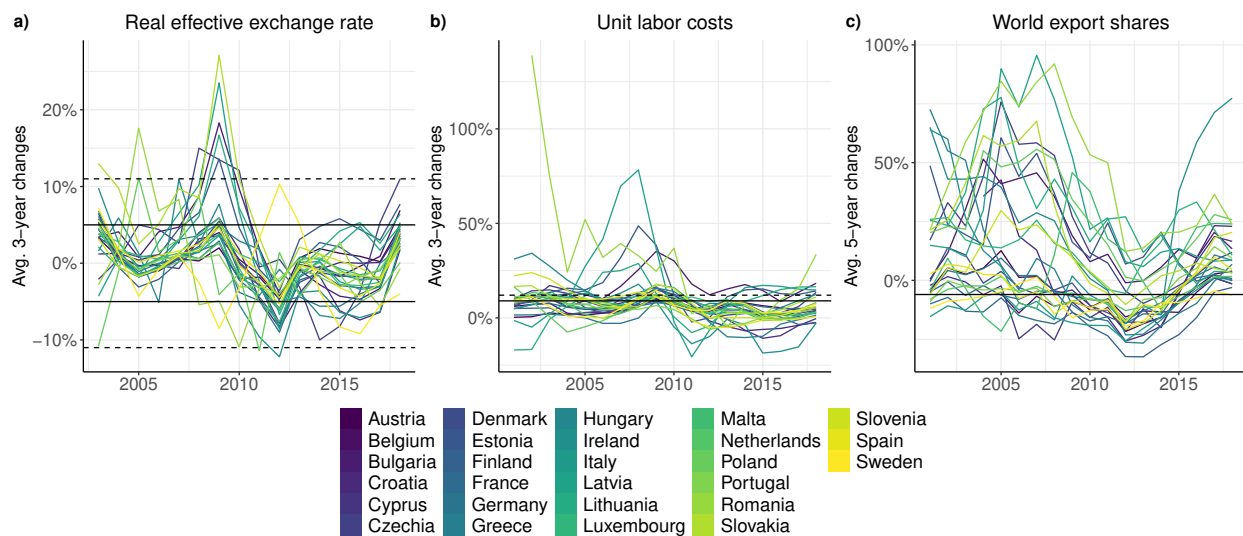 a) Real effective exchange rate
Avg. 3−year changes
20%
10%
0%
−10%
2005 2010 2015
b) Unit labor costs
Avg. 3−year changes
100%
50%
0%
2005 2010 2015
c) World export shares
Avg. 5−year changes
100%
50%
0%
2005 2010 2015
Austria
Belgium
Bulgaria
Croatia
Cyprus
Czechia
Denmark
Estonia
Finland
France
Germany
Greece
Hungary
Ireland
Italy
Latvia
Lithuania
Luxembourg
Malta
Netherlands
Poland
Portugal
Romania
Slovakia
Slovenia
Spain
Sweden